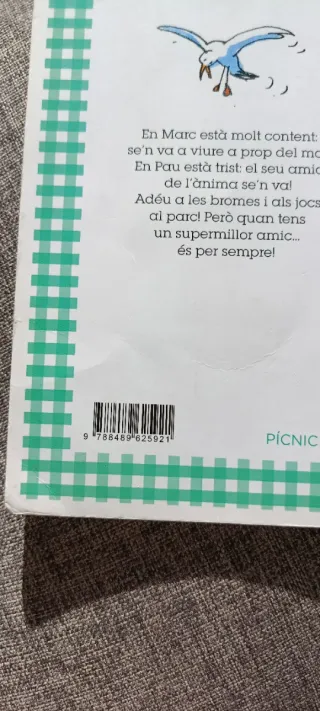 En Marc està molt content:
se'n va a viure a prop del
En Pau està trist: el seu
de l'ànima se'n va!
Adéu a les bromes i als jocs
al parc! Però quan tens
un supermillor amic...
és per sempre!
9 788489 625921
PÍCNIC